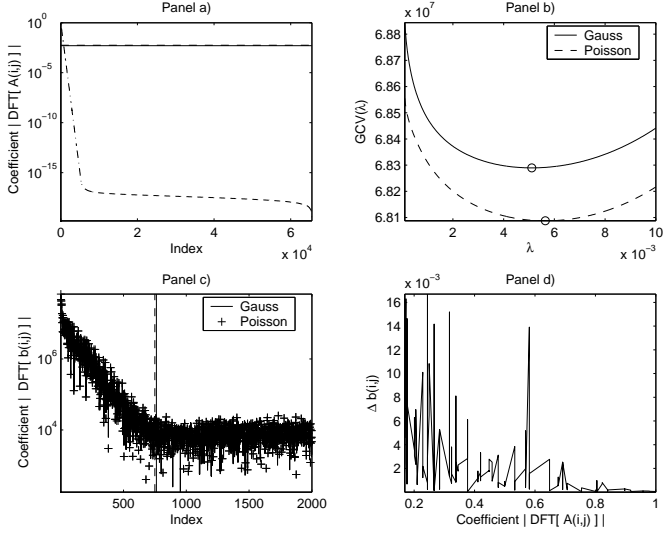 Panel a)
10^0
10^−5
10^−10
10^−15
Coefficient | DFT[ A(i,j) ] |
0 2 4 6
x 10^4
Index
Panel b)
x 10^7
6.88
6.87
6.86
6.85
6.84
6.83
6.82
6.81
GCV(λ)
Gauss
Poisson
2 4 6 8 10
x 10^−3
λ
Panel c)
10^6
10^4
Coefficient | DFT[ b(i,j) ] |
Gauss
Poisson
500 1000 1500 2000
Index
Panel d)
x 10^−3
16
14
12
10
8
6
4
2
Δ b(i,j)
0.2 0.4 0.6 0.8 1
Coefficient | DFT[ A(i,j) ] |